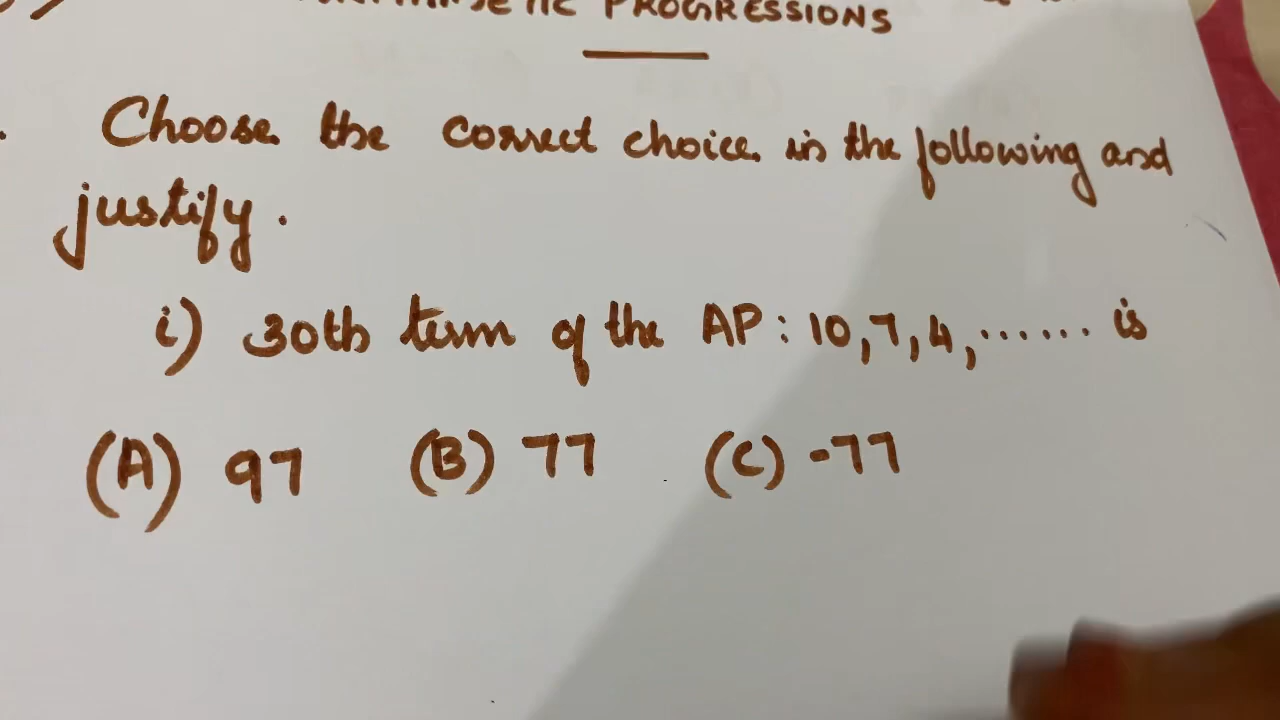 PROGRESSIONS
Choose the correct choice in the following and
justify.
i) 30th term of the AP: 10,7,4,...... is
(A) 97 (B) 77 (C) -77